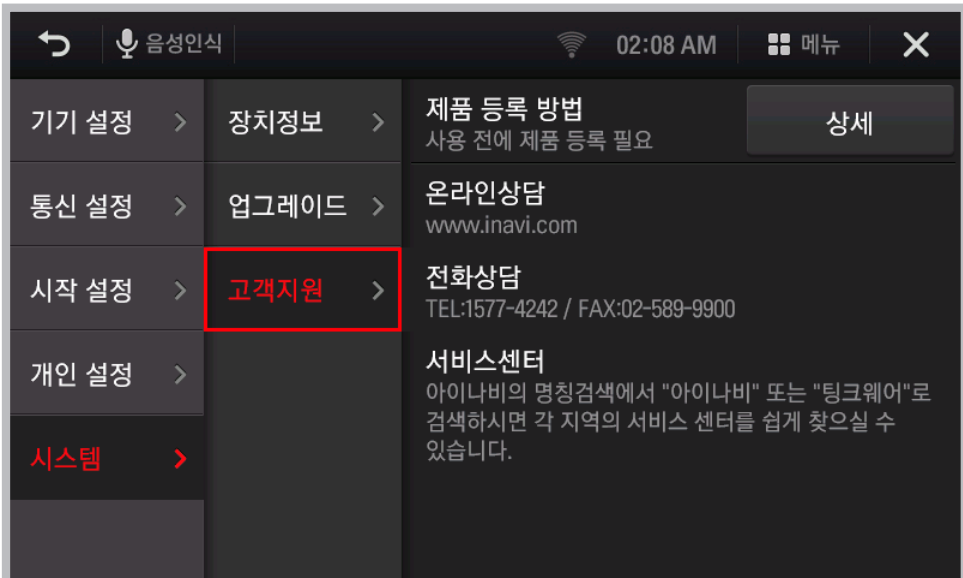 음성인식
02:08 AM
메뉴
기기 설정
통신 설정
시작 설정
개인 설정
시스템
장치정보
업그레이드
고객지원
제품 등록 방법
사용 전에 제품 등록 필요
상세
온라인상담
www.inavi.com
전화상담
TEL:1577-4242 / FAX:02-589-9900
서비스센터
아이나비의 명칭검색에서 "아이나비" 또는 "팅크웨어"로
검색하시면 각 지역의 서비스 센터를 쉽게 찾으실 수
있습니다.